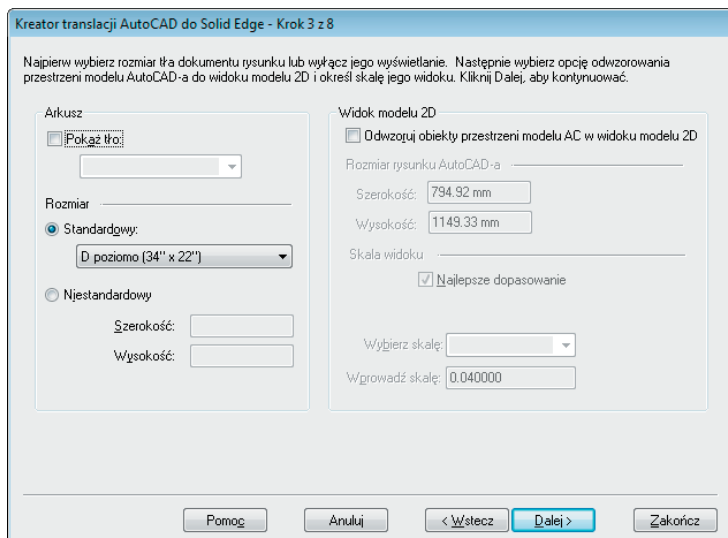 Kreator translacji AutoCAD do Solid Edge - Krok 3 z 8
Najpierw wybierz rozmiar tła dokumentu rysunku lub wyłącz jego wyświetlanie. Następnie wybierz opcję odwzorowania
przestrzeni modelu AutoCAD-a do widoku modelu 2D i określ skalę jego widoku. Kliknij Dalej, aby kontynuować.
Arkusz
Pokaż tło:
Rozmiar
Standardowy:
D poziomo (34" x 22")
Niestandardowy
Szerokość:
Wysokość:
Widok modelu 2D
Odwzoruj obiekty przestrzeni modelu AC w widoku modelu 2D
Rozmiar rysunku AutoCAD-a
Szerokość: 794.92 mm
Wysokość: 1149.33 mm
Skala widoku
Najlepsze dopasowanie
Wybierz skalę:
Wprowadź skalę: 0.040000
Pomoc
Anuluj
< Wstecz
Dalej >
Zakończ